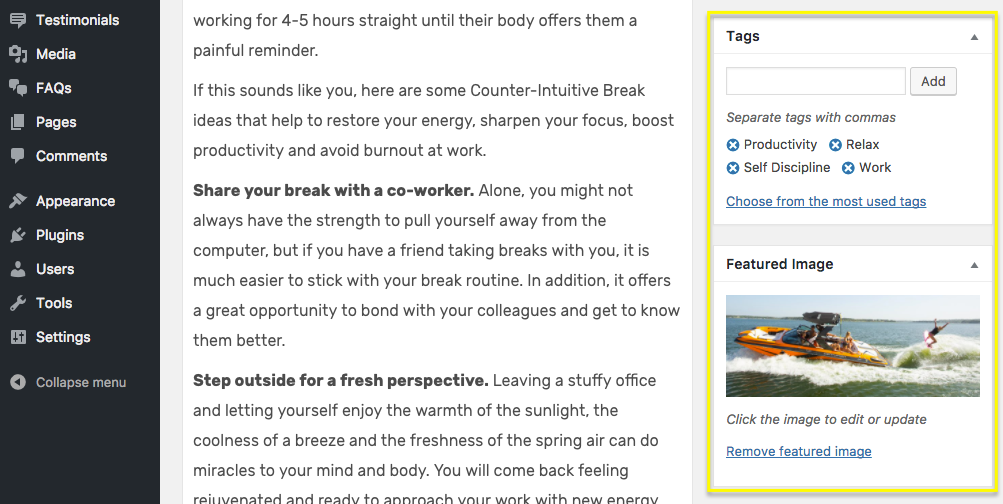 Testimonials
Media
FAQs
Pages
Comments
Appearance
Plugins
Users
Tools
Settings
Collapse menu
working for 4-5 hours straight until their body offers them a
painful reminder.
If this sounds like you, here are some Counter-Intuitive Break
ideas that help to restore your energy, sharpen your focus, boost
productivity and avoid burnout at work.
Share your break with a co-worker. Alone, you might not
always have the strength to pull yourself away from the
computer, but if you have a friend taking breaks with you, it is
much easier to stick with your break routine. In addition, it offers
a great opportunity to bond with your colleagues and get to know
them better.
Step outside for a fresh perspective. Leaving a stuffy office
and letting yourself enjoy the warmth of the sunlight, the
coolness of a breeze and the freshness of the spring air can do
miracles to your mind and body. You will come back feeling
rejuvenated and ready to approach your work with new energy
Tags
Add
Separate tags with commas
Productivity Relax
Self Discipline Work
Choose from the most used tags
Featured Image
Click the image to edit or update
Remove featured image